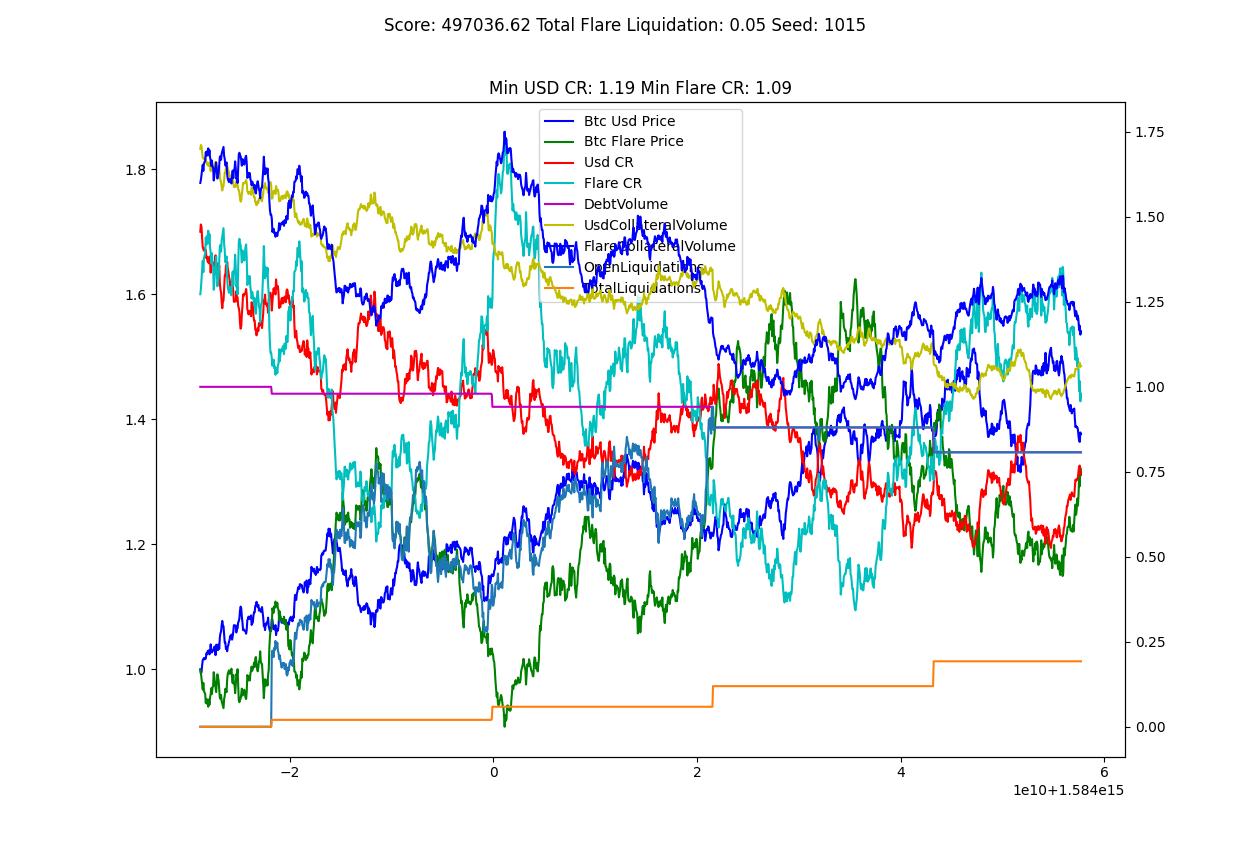 Score: 497036.62 Total Flare Liquidation: 0.05 Seed: 1015
Min USD CR: 1.19 Min Flare CR: 1.09
Btc Usd Price
Btc Flare Price
Usd CR
Flare CR
DebtVolume
UsdCollateralVolume
FlareCollateralVolume
OpenLiquidations
TotalLiquidations
1.8
1.6
1.4
1.2
1.0
1.75
1.50
1.25
1.00
0.75
0.50
0.25
0.00
−2 0 2 4 6
1e10+1.584e15